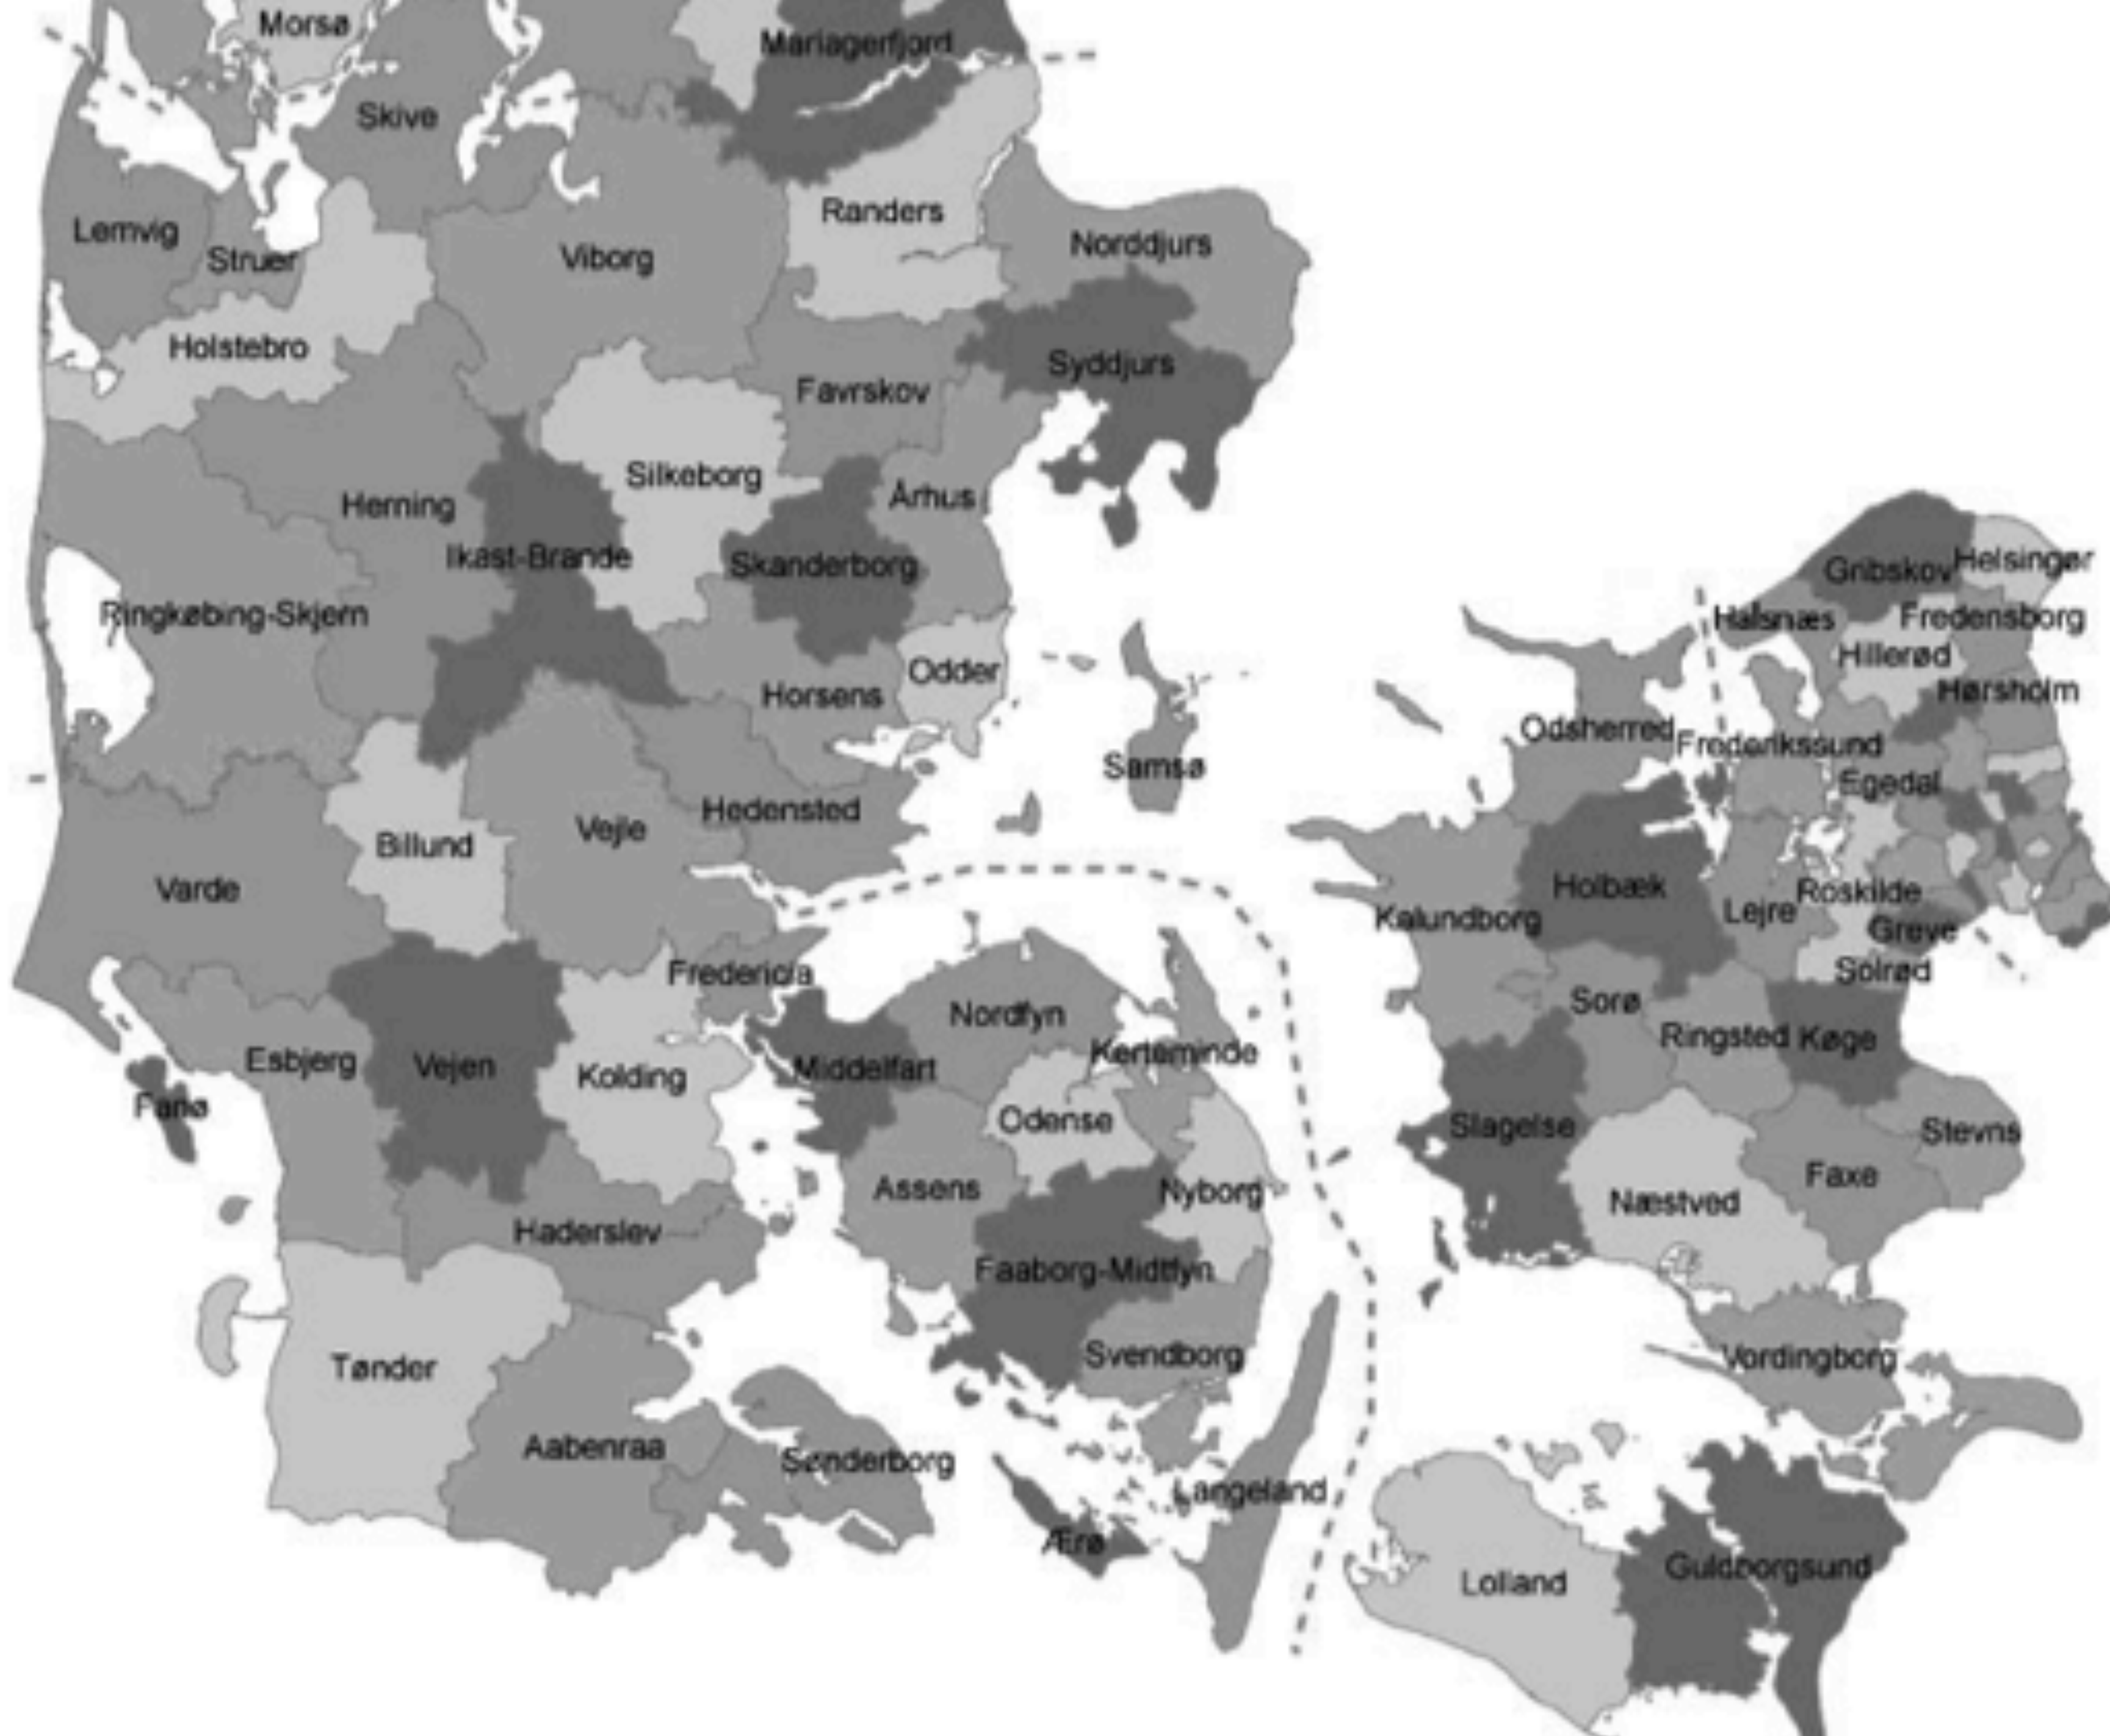 Morsø
Mariagerfjord
Skive
Randers
Lemvig
Struer
Viborg
Norddjurs
Holstebro
Syddjurs
Favrskov
Silkeborg
Århus
Herning
Ikast-Brande
Skanderborg
Gribskov
Helsingør
Ringkøbing-Skjern
Halsnæs
Fredensborg
Hillerød
Odder
Horsens
Hørsholm
Odsherred
Frederikssund
Samsø
Egedal
Hedensted
Vejle
Billund
Varde
Holbæk
Roskilde
Lejre
Kalundborg
Greve
Fredericia
Solrød
Sorø
Nordfyn
Ringsted
Køge
Kerteminde
Esbjerg
Vejen
Kolding
Middelfart
Fanø
Odense
Slagelse
Stevns
Faxe
Assens
Nyborg
Næstved
Haderslev
Faaborg-Midtfyn
Svendborg
Vordingborg
Tønder
Aabenraa
Sønderborg
Langeland
Ærø
Lolland
Guldborgsund